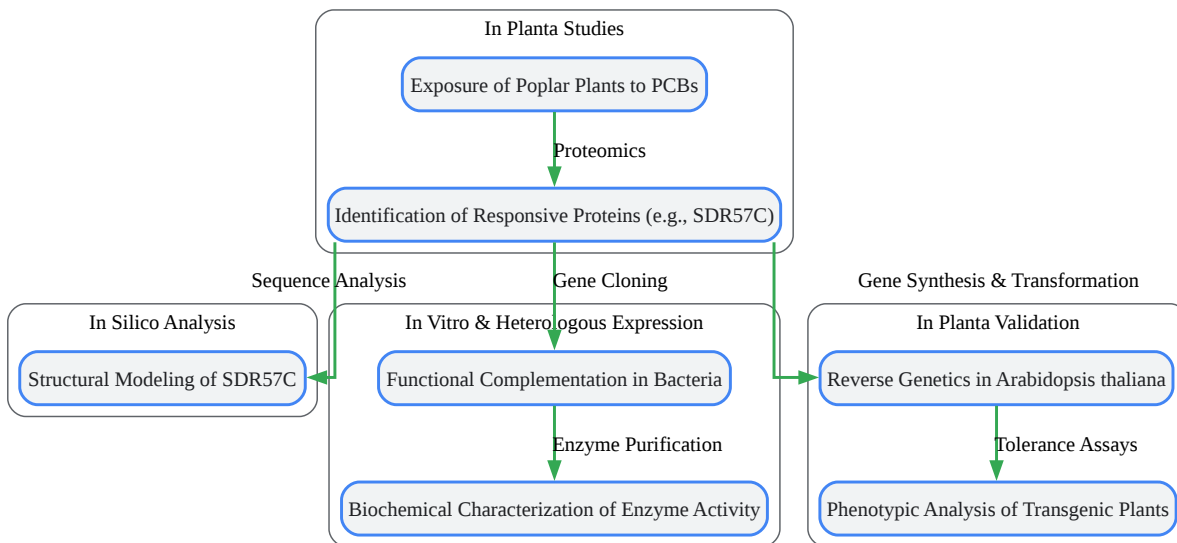 In Planta Studies
Exposure of Poplar Plants to PCBs
Proteomics
Identification of Responsive Proteins (e.g., SDR57C)
Sequence Analysis
Gene Cloning
Gene Synthesis & Transformation
In Silico Analysis
In Vitro & Heterologous Expression
In Planta Validation
Structural Modeling of SDR57C
Functional Complementation in Bacteria
Reverse Genetics in Arabidopsis thaliana
Enzyme Purification
Tolerance Assays
Biochemical Characterization of Enzyme Activity
Phenotypic Analysis of Transgenic Plants